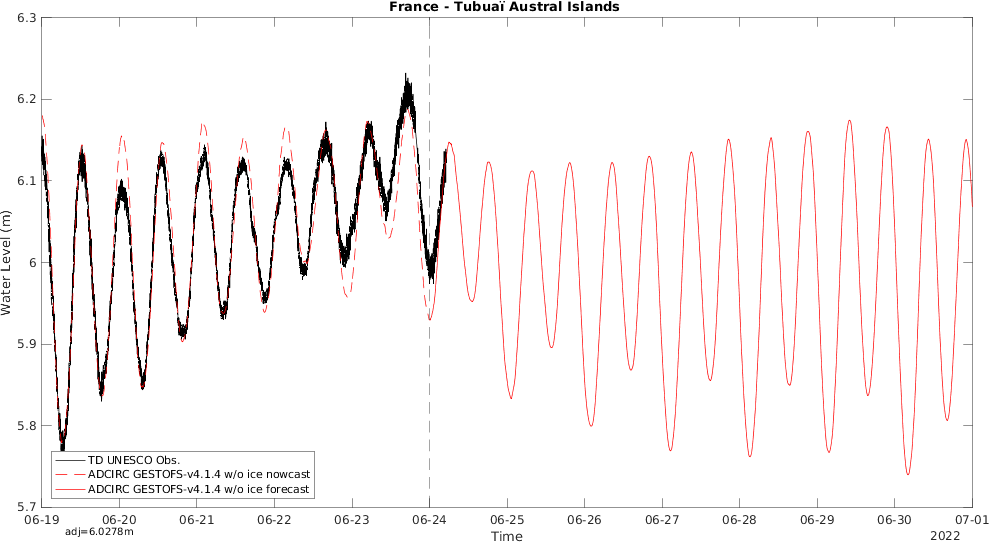 France - Tubuaï Austral Islands
Water Level (m)
6.3
6.2
6.1
6
5.9
5.8
5.7
TD UNESCO Obs.
ADCIRC GESTOFS-v4.1.4 w/o ice nowcast
ADCIRC GESTOFS-v4.1.4 w/o ice forecast
06-19 06-20 06-21 06-22 06-23 06-24 06-25 06-26 06-27 06-28 06-29 06-30 07-01
adj=6.0278m
Time
2022